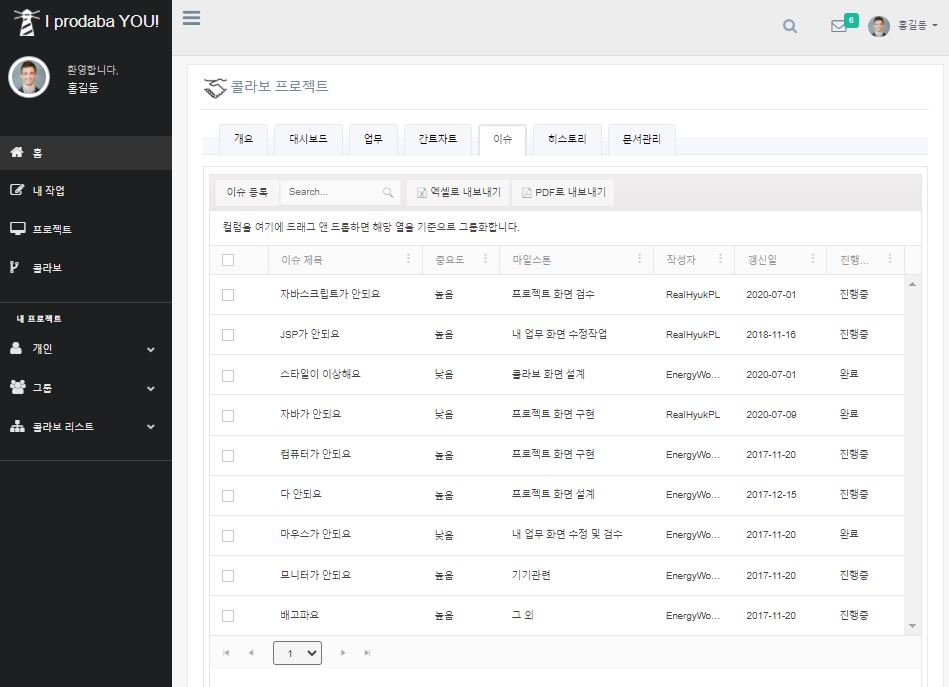 I prodaba YOU!
6
홍길동
환영합니다.
홍길동
콜라보 프로젝트
개요 대시보드 업무 간트차트 이슈 히스토리 문서관리
홈
내 작업
프로젝트
콜라보
내 프로젝트
개인
그룹
콜라보 리스트
이슈 등록 Search... 엑셀로 내보내기 PDF로 내보내기
컬럼을 여기에 드래그 앤 드롭하면 해당 열을 기준으로 그룹화합니다.
이슈 제목 중요도 마일스톤 작성자 갱신일 진행...
자바스크립트가 안되요 높음 프로젝트 화면 검수 RealHyukPL 2020-07-01 진행중
JSP가 안되요 높음 내 업무 화면 수정작업 RealHyukPL 2018-11-16 진행중
스타일이 이상해요 낮음 콜라보 화면 설계 EnergyWo... 2020-07-01 완료
자바가 안되요 낮음 프로젝트 화면 구현 RealHyukPL 2020-07-09 완료
컴퓨터가 안되요 높음 프로젝트 화면 구현 EnergyWo... 2017-11-20 진행중
다 안되요 높음 프로젝트 화면 설계 EnergyWo... 2017-12-15 진행중
마우스가 안되요 낮음 내 업무 화면 수정 및 검수 EnergyWo... 2017-11-20 완료
모니터가 안되요 높음 기기관련 EnergyWo... 2017-11-20 진행중
배고파요 높음 그 외 EnergyWo... 2017-11-20 진행중
1